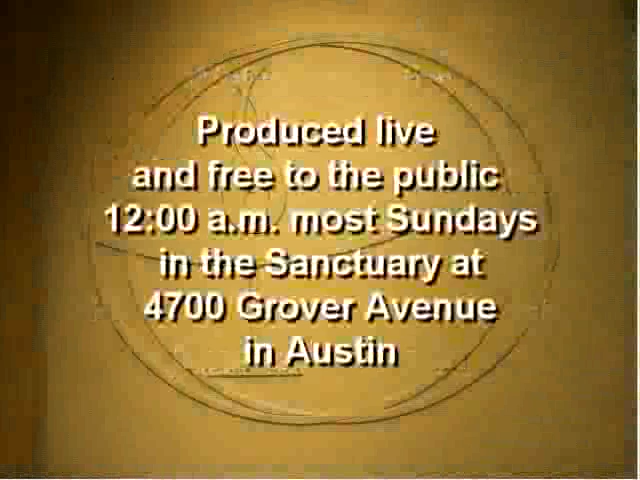 Produced live
and free to the public
12:00 a.m. most Sundays
in the Sanctuary at
4700 Grover Avenue
in Austin